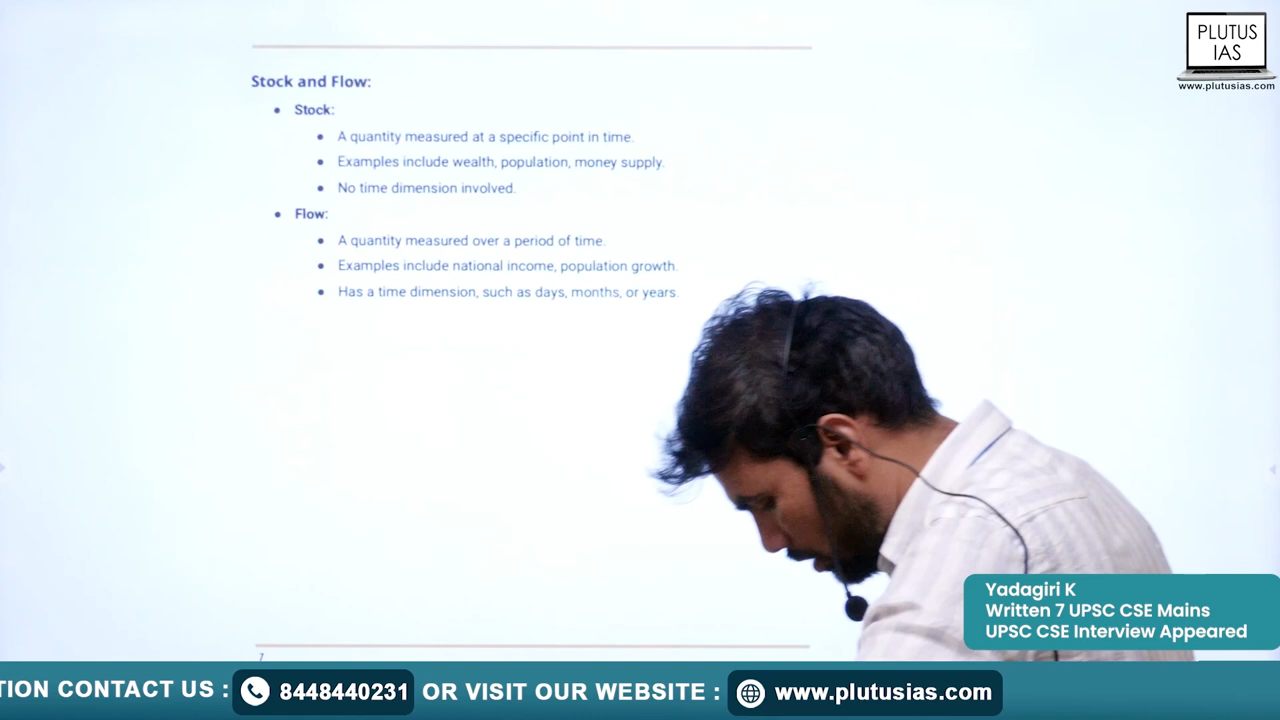 PLUTUS
IAS
www.plutusias.com
Stock and Flow:
• Stock:
• A quantity measured at a specific point in time.
• Examples include wealth, population, money supply.
• No time dimension involved.
• Flow:
• A quantity measured over a period of time.
• Examples include national income, population growth.
• Has a time dimension, such as days, months, or years.
Yadagiri K
Written 7 UPSC CSE Mains
UPSC CSE Interview Appeared
7
TION CONTACT US : 8448440231 OR VISIT OUR WEBSITE : www.plutusias.com